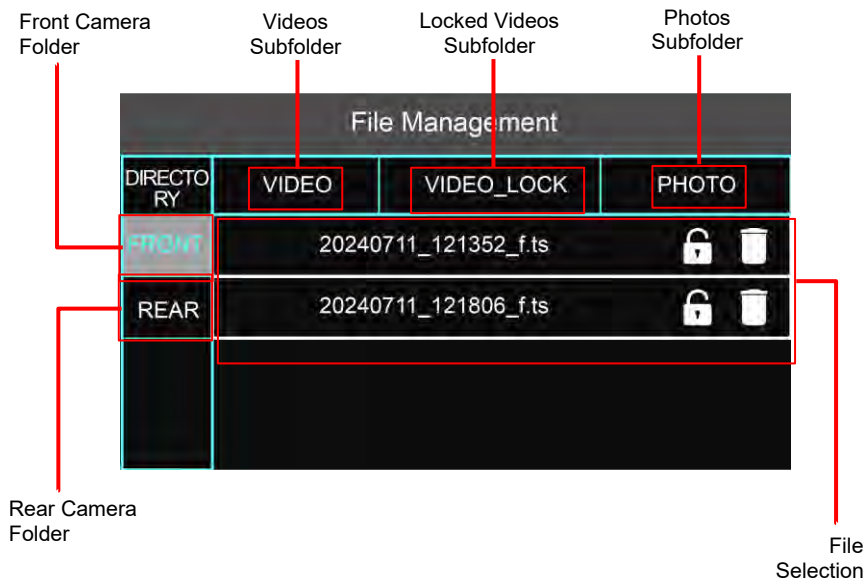 Front Camera
Folder
Videos
Subfolder
Locked Videos
Subfolder
Photos
Subfolder
File Management
DIRECTO
RY
VIDEO
VIDEO_LOCK
PHOTO
FRONT
20240711_121352_f.ts
REAR
20240711_121806_f.ts
Rear Camera
Folder
File
Selection